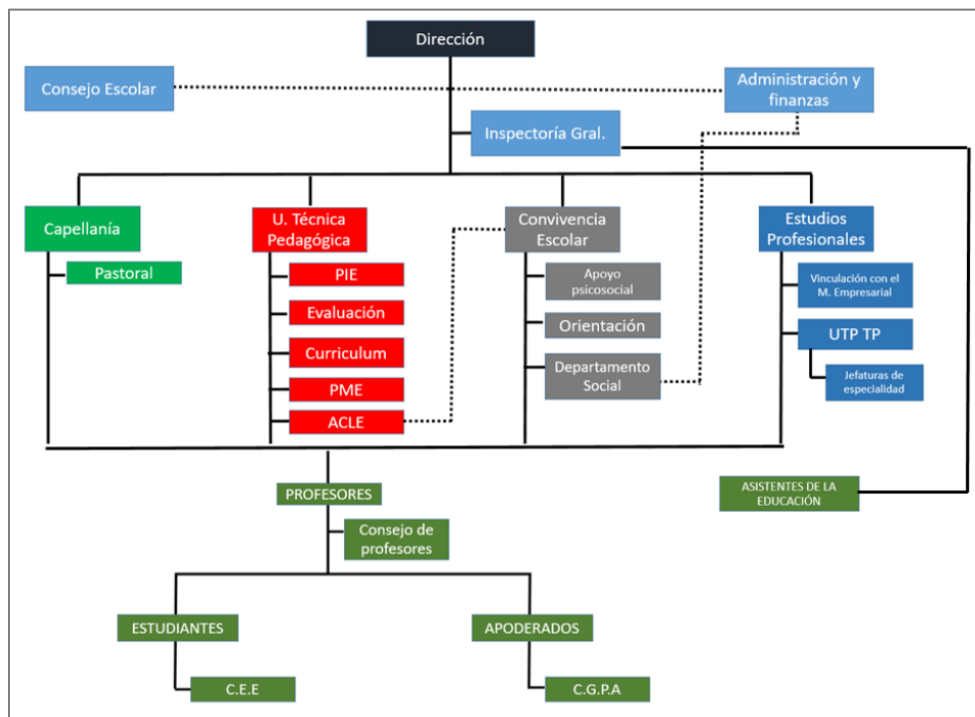 Dirección
Consejo Escolar
Administración y
finanzas
Inspectoría Gral.
Capellanía
Pastoral
U. Técnica
Pedagógica
PIE
Evaluación
Curriculum
PME
ACLE
Convivencia
Escolar
Apoyo
psicosocial
Orientación
Departamento
Social
Estudios
Profesionales
Vinculación con el
M. Empresarial
UTP TP
Jefaturas de
especialidad
PROFESORES
Consejo de
profesores
ASISTENTES DE LA
EDUCACIÓN
ESTUDIANTES
C.E.E
APODERADOS
C.G.P.A